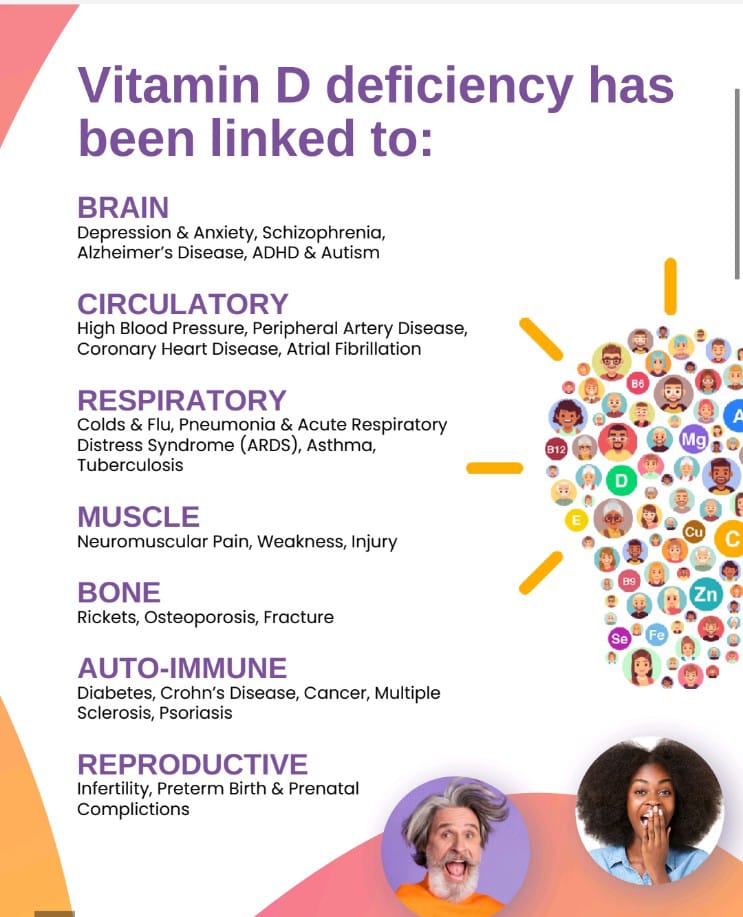 Vitamin D deficiency has
been linked to:
BRAIN
Depression & Anxiety, Schizophrenia,
Alzheimer's Disease, ADHD & Autism
CIRCULATORY
High Blood Pressure, Peripheral Artery Disease,
Coronary Heart Disease, Atrial Fibrillation
RESPIRATORY
Colds & Flu, Pneumonia & Acute Respiratory
Distress Syndrome (ARDS), Asthma,
Tuberculosis
MUSCLE
Neuromuscular Pain, Weakness, Injury
BONE
Rickets, Osteoporosis, Fracture
AUTO-IMMUNE
Diabetes, Crohn's Disease, Cancer, Multiple
Sclerosis, Psoriasis
REPRODUCTIVE
Infertility, Preterm Birth & Prenatal
Complictions
B6
A
Mg
B12
D
E
Cu
C
B9
Zn
Se
Fe